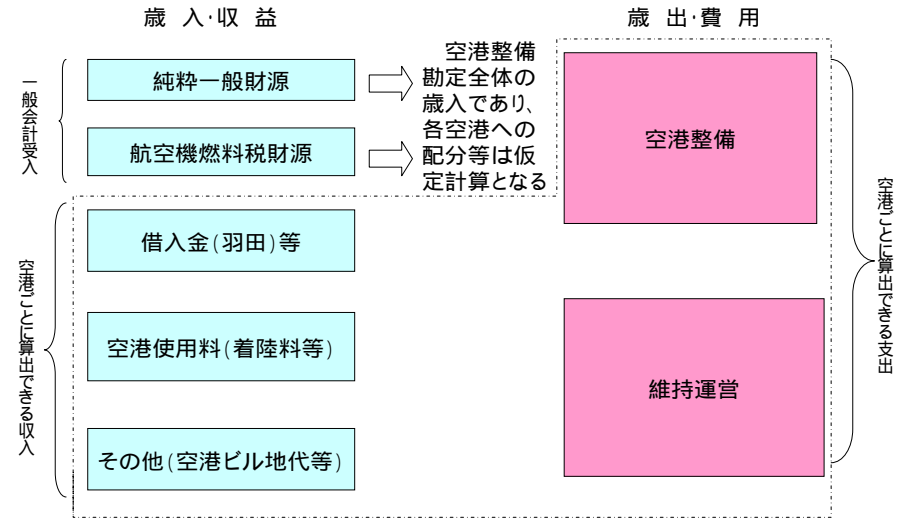 歳 入・収 益
歳 出・費 用
一般会計受入
純粋一般財源
航空機燃料税財源
空港整備
勘定全体の
歳入であり、
各空港への
配分等は仮
定計算となる
空港ごとに算出できる収入
借入金(羽田)等
空港使用料(着陸料等)
その他(空港ビル地代等)
空港整備
維持運営
空港ごとに算出できる支出